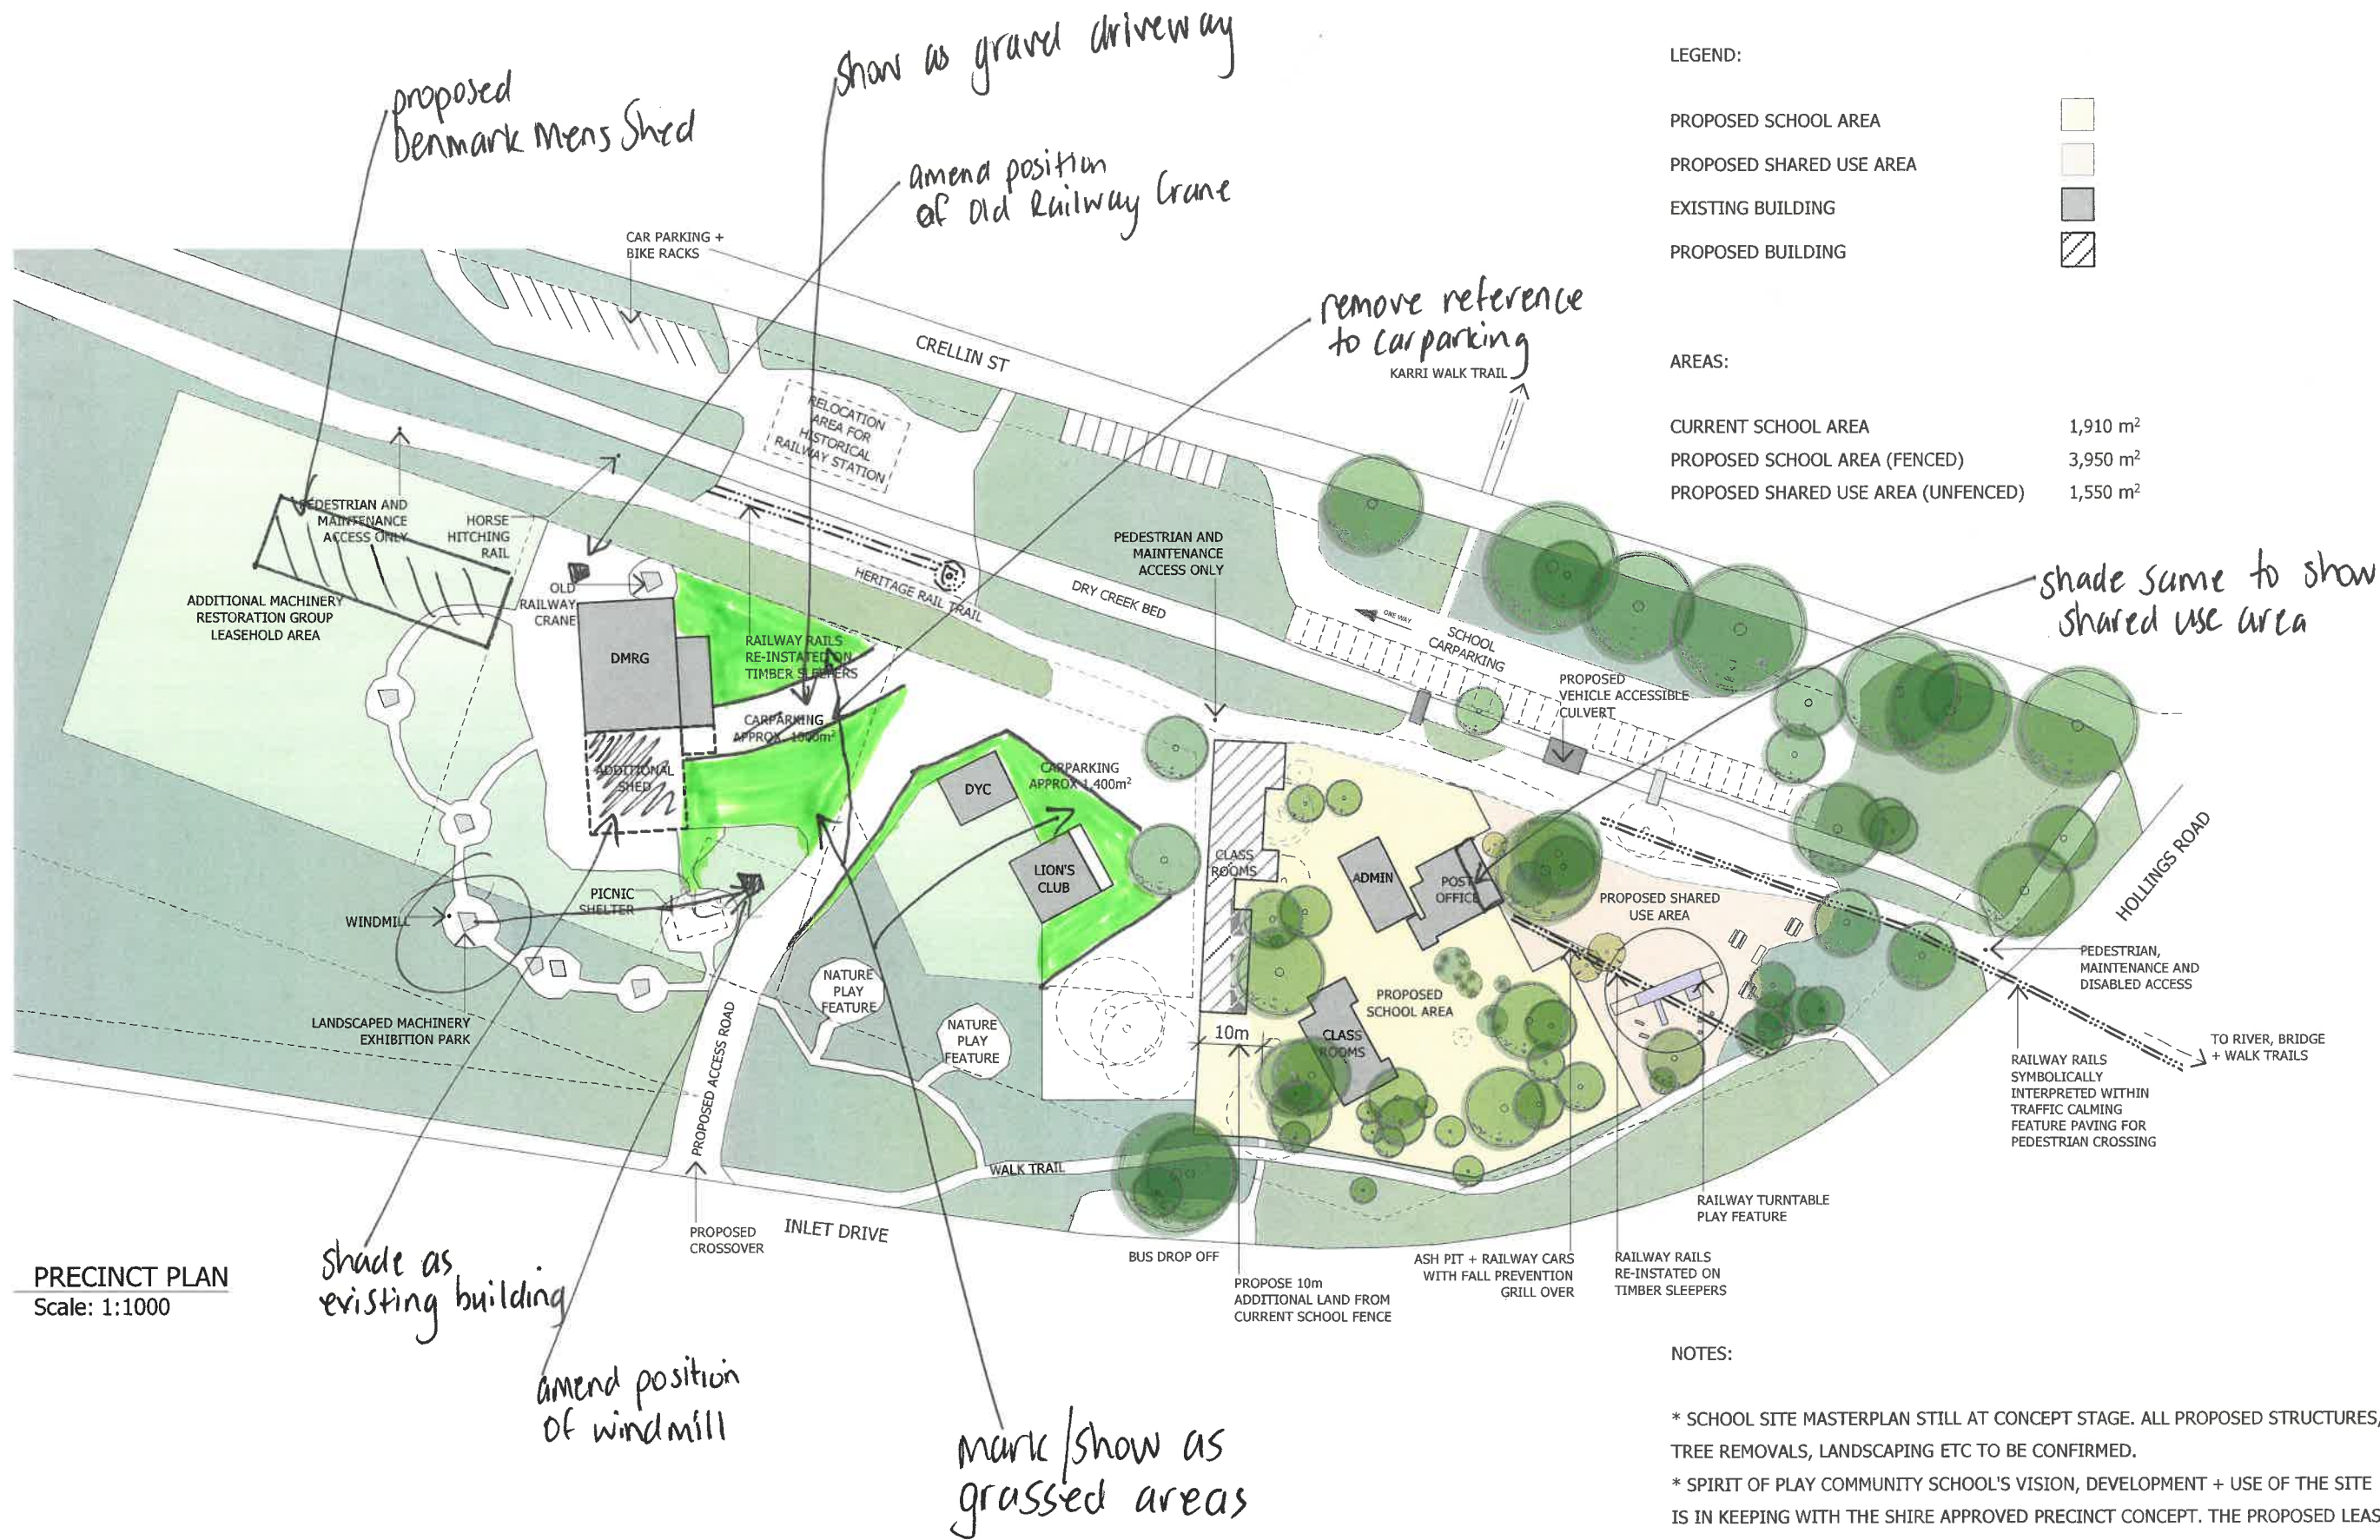 show as gravel driveway
proposed
Denmark Mens Shed
amend position
of Old Railway Crane
remove reference
to carparking
LEGEND:
PROPOSED SCHOOL AREA
PROPOSED SHARED USE AREA
EXISTING BUILDING
PROPOSED BUILDING
AREAS:
CURRENT SCHOOL AREA 1,910 m²
PROPOSED SCHOOL AREA (FENCED) 3,950 m²
PROPOSED SHARED USE AREA (UNFENCED) 1,550 m²
CAR PARKING +
BIKE RACKS
CRELLIN ST
KARRI WALK TRAIL
RELOCATION
AREA FOR
HISTORICAL
RAILWAY STATION
PEDESTRIAN AND
MAINTENANCE
ACCESS ONLY
HORSE
HITCHING
RAIL
OLD
RAILWAY
CRANE
ADDITIONAL MACHINERY
RESTORATION GROUP
LEASEHOLD AREA
DMRG
RAILWAY RAILS
RE-INSTATED ON
TIMBER SLEEPERS
HERITAGE RAIL TRAIL
DRY CREEK BED
PEDESTRIAN AND
MAINTENANCE
ACCESS ONLY
ONE WAY
SCHOOL
CARPARKING
PROPOSED
VEHICLE ACCESSIBLE
CULVERT
shade same to show
shared use area
CARPARKING
APPROX. 1000m²
ADDITIONAL
SHED
DYC
CARPARKING
APPROX 1,400m²
LION'S
CLUB
CLASS
ROOMS
ADMIN
POST
OFFICE
PROPOSED SHARED
USE AREA
HOLLINGS ROAD
WINDMILL
PICNIC
SHELTER
LANDSCAPED MACHINERY
EXHIBITION PARK
NATURE
PLAY
FEATURE
NATURE
PLAY
FEATURE
PROPOSED ACCESS ROAD
10m
PROPOSED
SCHOOL AREA
CLASS
ROOMS
PEDESTRIAN,
MAINTENANCE AND
DISABLED ACCESS
TO RIVER, BRIDGE
+ WALK TRAILS
RAILWAY RAILS
SYMBOLICALLY
INTERPRETED WITHIN
TRAFFIC CALMING
FEATURE PAVING FOR
PEDESTRIAN CROSSING
WALK TRAIL
RAILWAY TURNTABLE
PLAY FEATURE
PROPOSED
CROSSOVER
INLET DRIVE
BUS DROP OFF
PROPOSE 10m
ADDITIONAL LAND FROM
CURRENT SCHOOL FENCE
ASH PIT + RAILWAY CARS
WITH FALL PREVENTION
GRILL OVER
RAILWAY RAILS
RE-INSTATED ON
TIMBER SLEEPERS
PRECINCT PLAN
Scale: 1:1000
shade as
existing building
amend position
of windmill
mark/show as
grassed areas
NOTES:
* SCHOOL SITE MASTERPLAN STILL AT CONCEPT STAGE. ALL PROPOSED STRUCTURES,
TREE REMOVALS, LANDSCAPING ETC TO BE CONFIRMED.
* SPIRIT OF PLAY COMMUNITY SCHOOL'S VISION, DEVELOPMENT + USE OF THE SITE
IS IN KEEPING WITH THE SHIRE APPROVED PRECINCT CONCEPT. THE PROPOSED LEAS